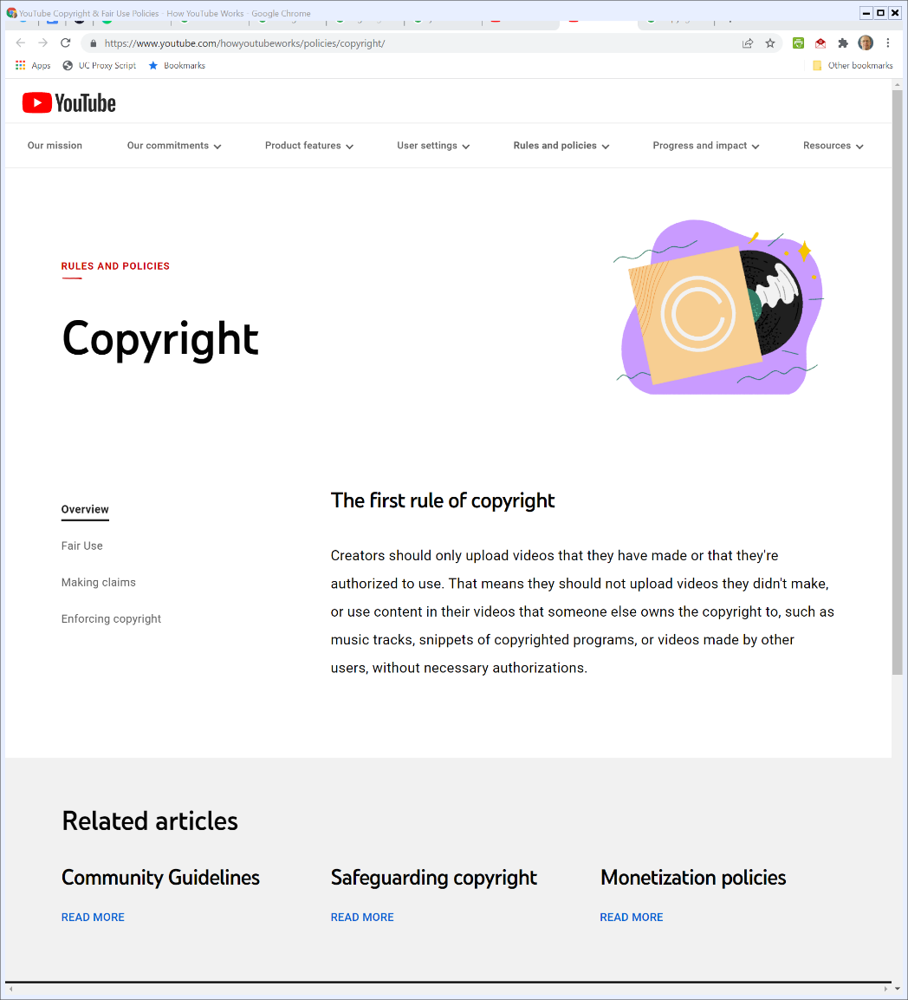 YouTube Copyright & Fair Use Policies - How YouTube Works - Google Chrome
https://www.youtube.com/howyoutubeworks/policies/copyright/
Apps UC Proxy Script Bookmarks Other bookmarks
YouTube
Our mission Our commitments Product features User settings Rules and policies Progress and impact Resources
RULES AND POLICIES
Copyright
Overview
Fair Use
Making claims
Enforcing copyright
The first rule of copyright
Creators should only upload videos that they have made or that they're
authorized to use. That means they should not upload videos they didn't make,
or use content in their videos that someone else owns the copyright to, such as
music tracks, snippets of copyrighted programs, or videos made by other
users, without necessary authorizations.
Related articles
Community Guidelines Safeguarding copyright Monetization policies
READ MORE READ MORE READ MORE